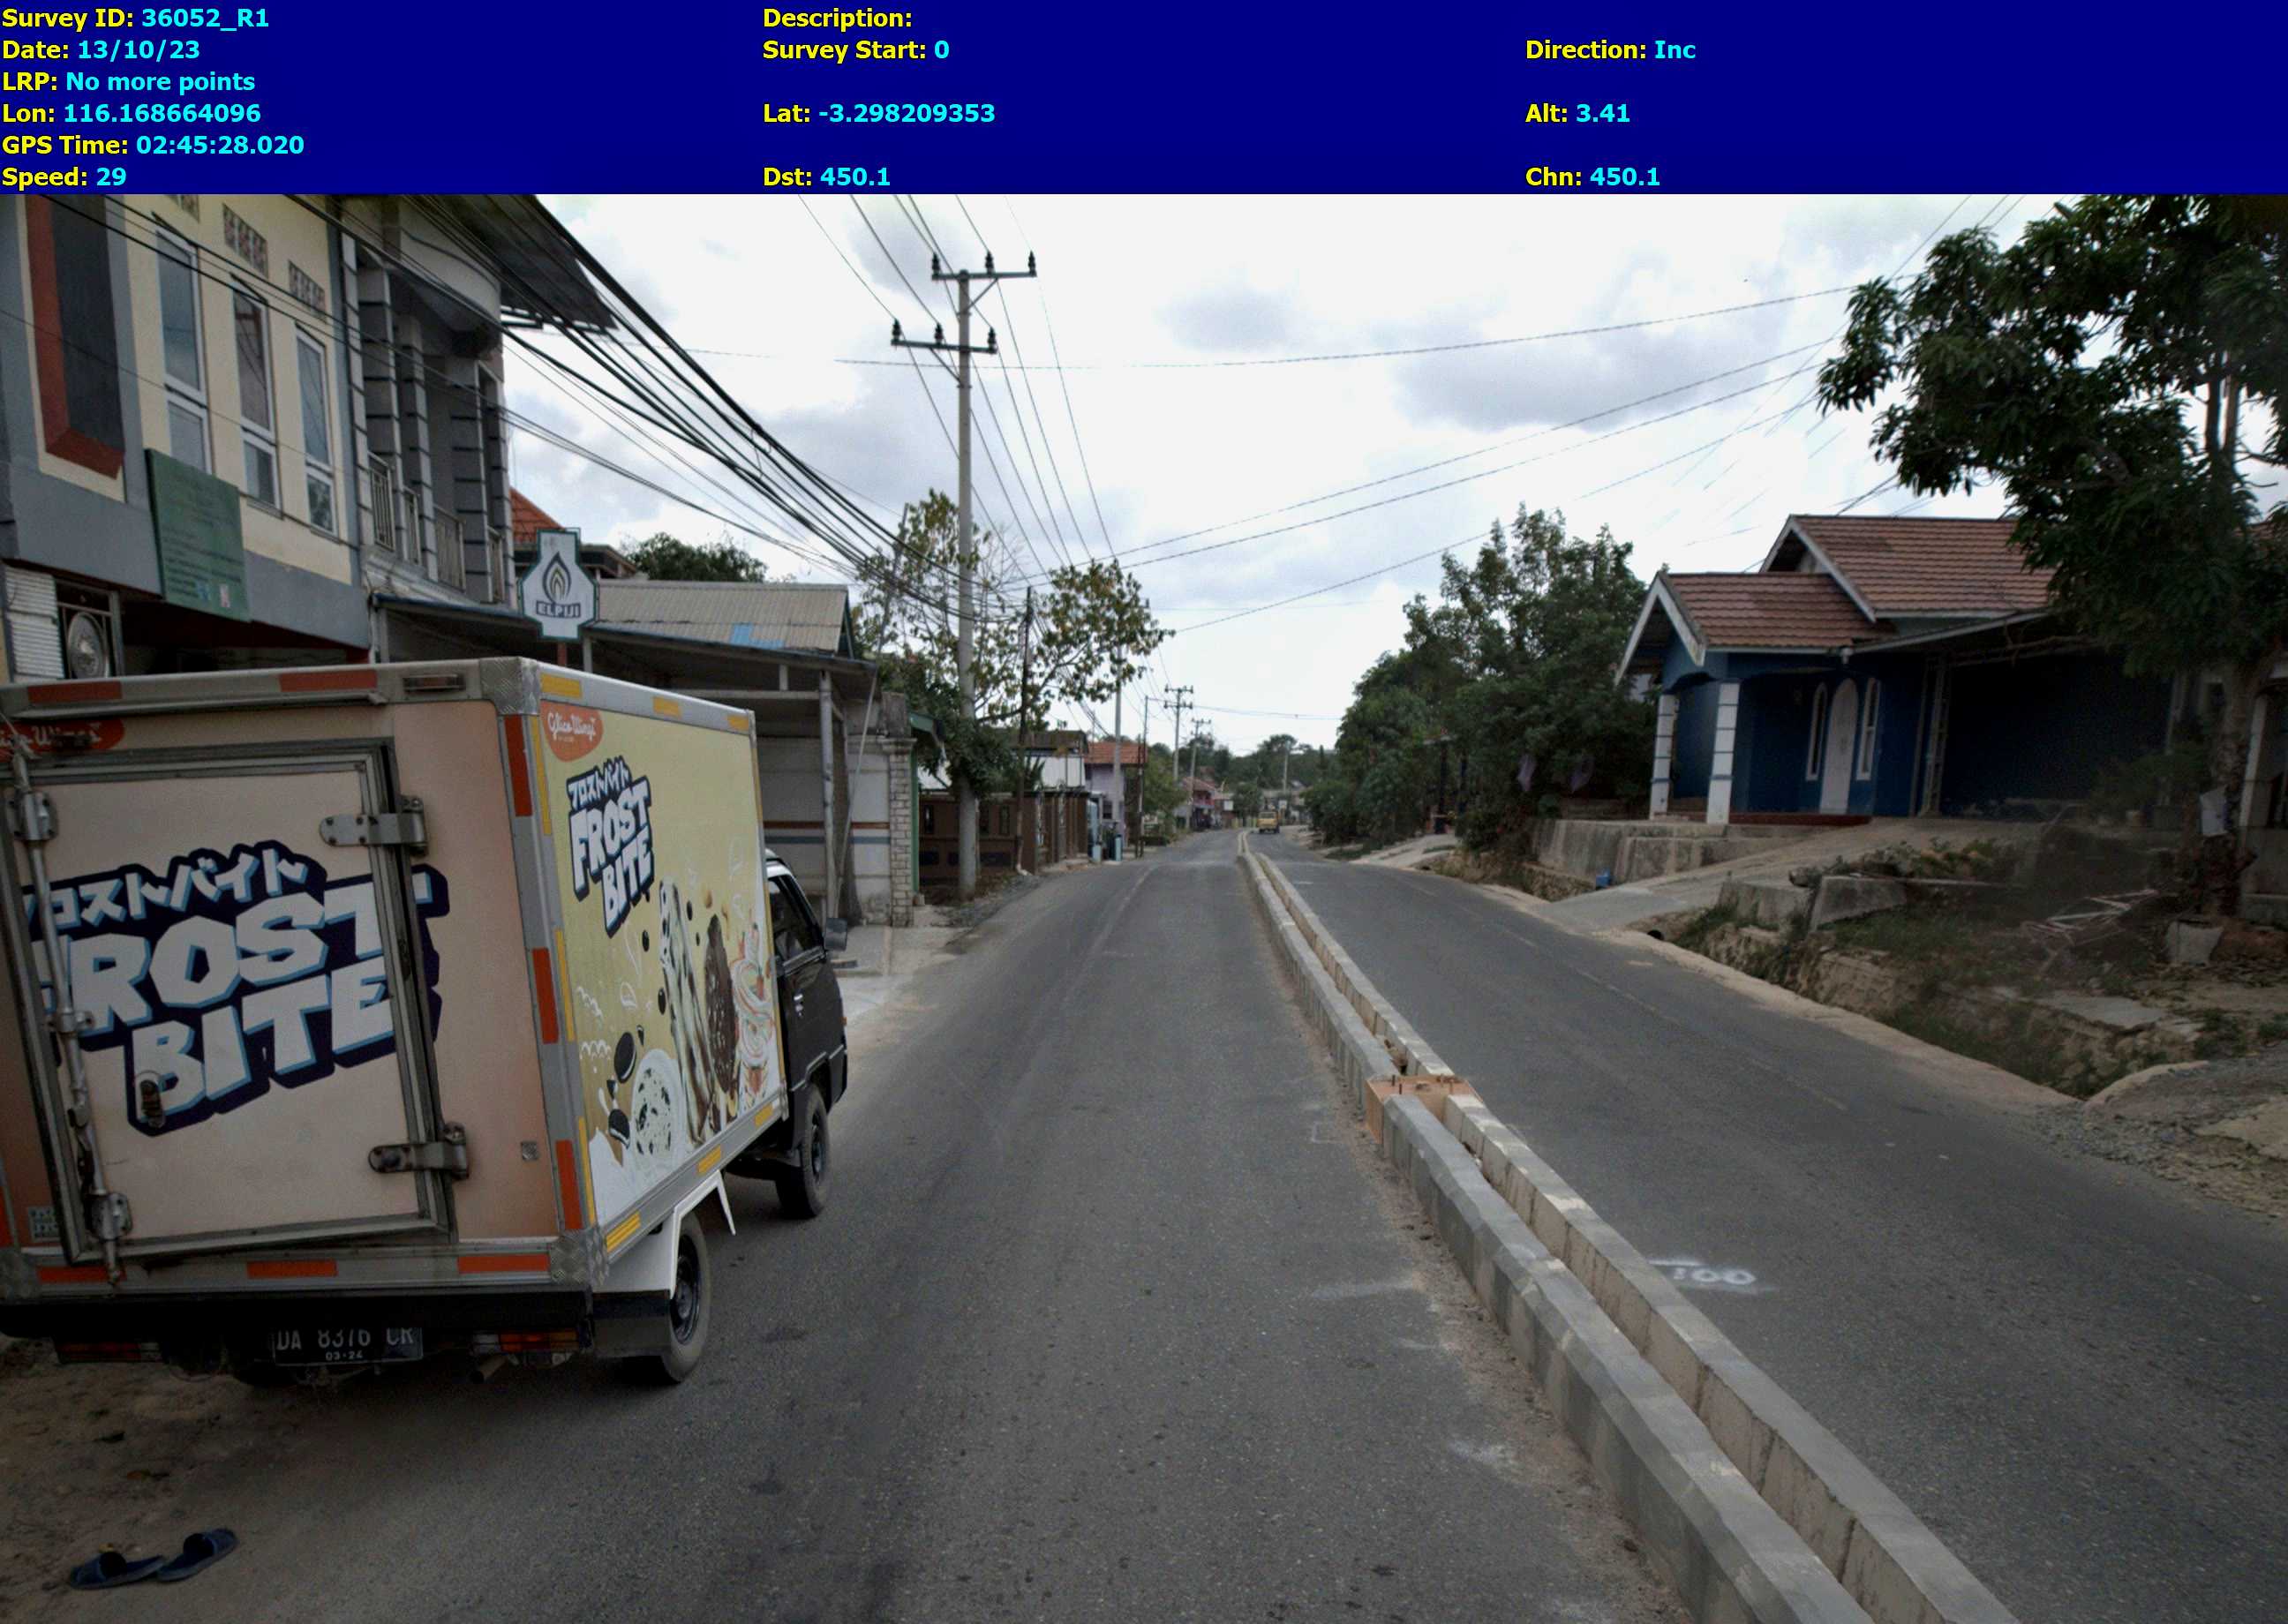 Survey ID: 36052_R1
Description:
Date: 13/10/23
Survey Start: 0
Direction: Inc
LRP: No more points
Lon: 116.168664096
Lat: -3.298209353
Alt: 3.41
GPS Time: 02:45:28.020
Speed: 29
Dst: 450.1
Chn: 450.1
ELPIJI
Glico Wings
フロストバイト
FROST
BITE
フロストバイト
FROST
BITE
DA 8376 CR
03·24